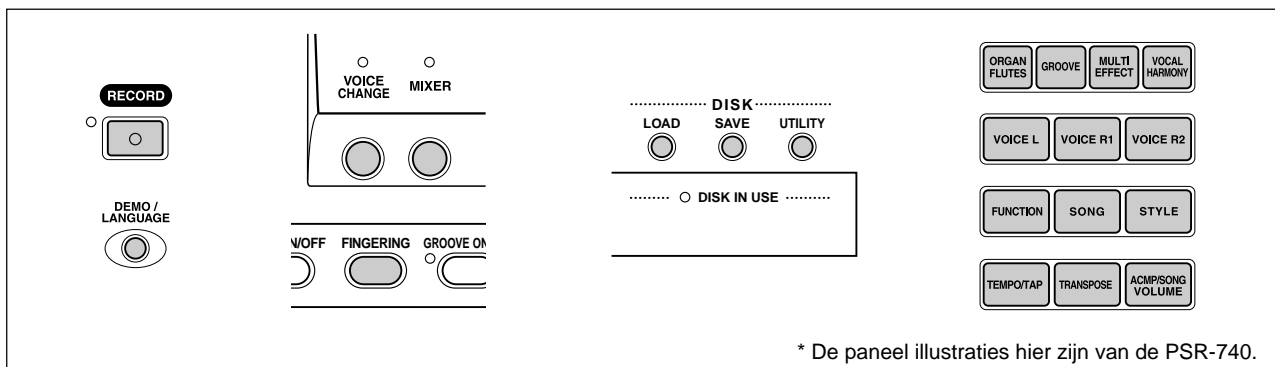 RECORD
DEMO /
LANGUAGE
VOICE
CHANGE
MIXER
N/OFF FINGERING GROOVE ON
DISK
LOAD SAVE UTILITY
DISK IN USE
ORGAN
FLUTES
GROOVE
MULTI
EFFECT
VOCAL
HARMONY
VOICE L VOICE R1 VOICE R2
FUNCTION SONG STYLE
TEMPO/TAP TRANSPOSE
ACMP/SONG
VOLUME
* De paneel illustraties hier zijn van de PSR-740.